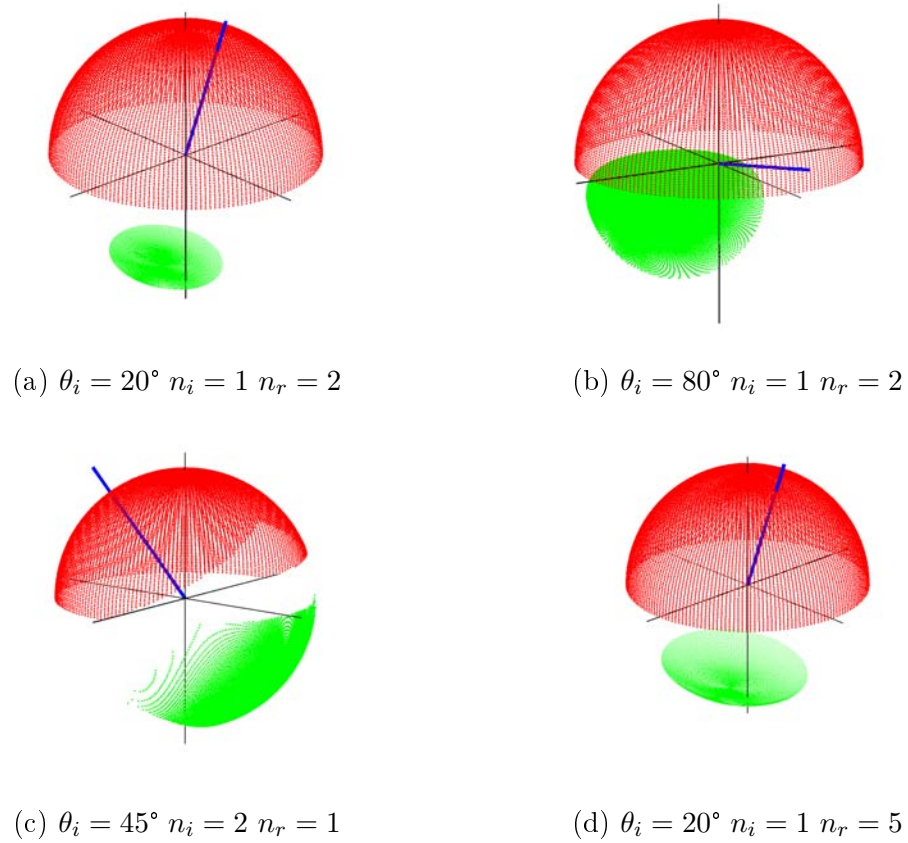 (a) θᵢ = 20° nᵢ = 1 nᵣ = 2
(b) θᵢ = 80° nᵢ = 1 nᵣ = 2
(c) θᵢ = 45° nᵢ = 2 nᵣ = 1
(d) θᵢ = 20° nᵢ = 1 nᵣ = 5